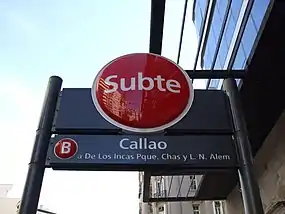 Subte
Callao
B
a De Los Incas Pque. Chas y L. N. Alem